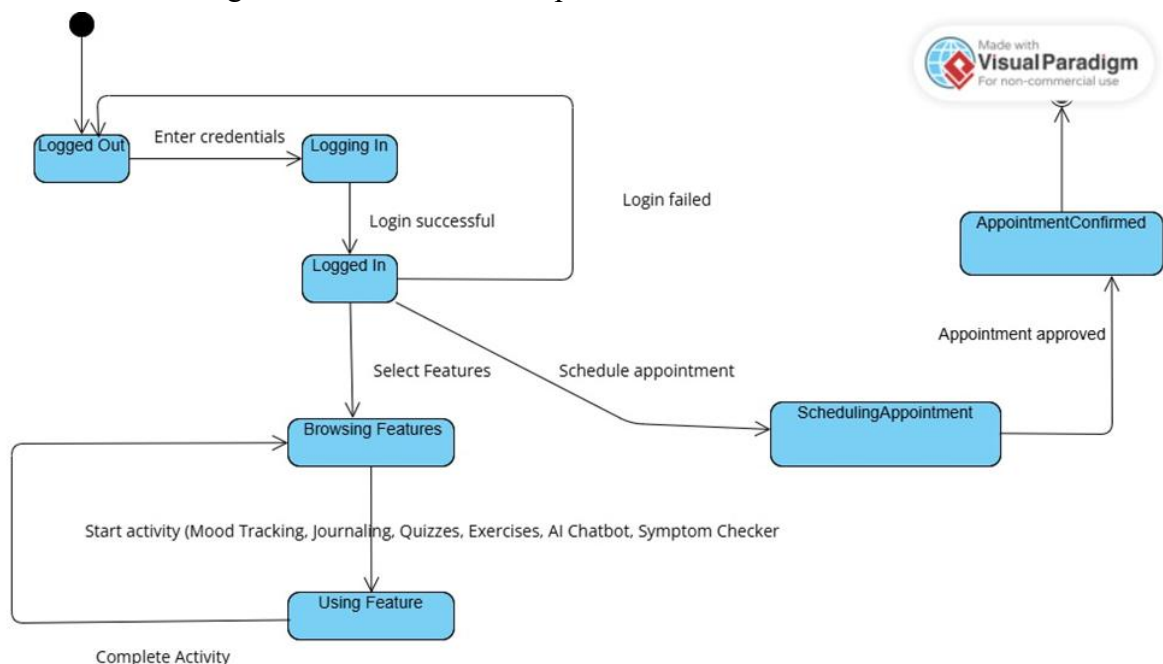 Made with
Visual Paradigm
For non-commercial use
Logged Out
Enter credentials
Logging In
Login failed
Login successful
AppointmentConfirmed
Logged In
Appointment approved
Select Features
Schedule appointment
SchedulingAppointment
Browsing Features
Start activity (Mood Tracking, Journaling, Quizzes, Exercises, AI Chatbot, Symptom Checker
Using Feature
Complete Activity